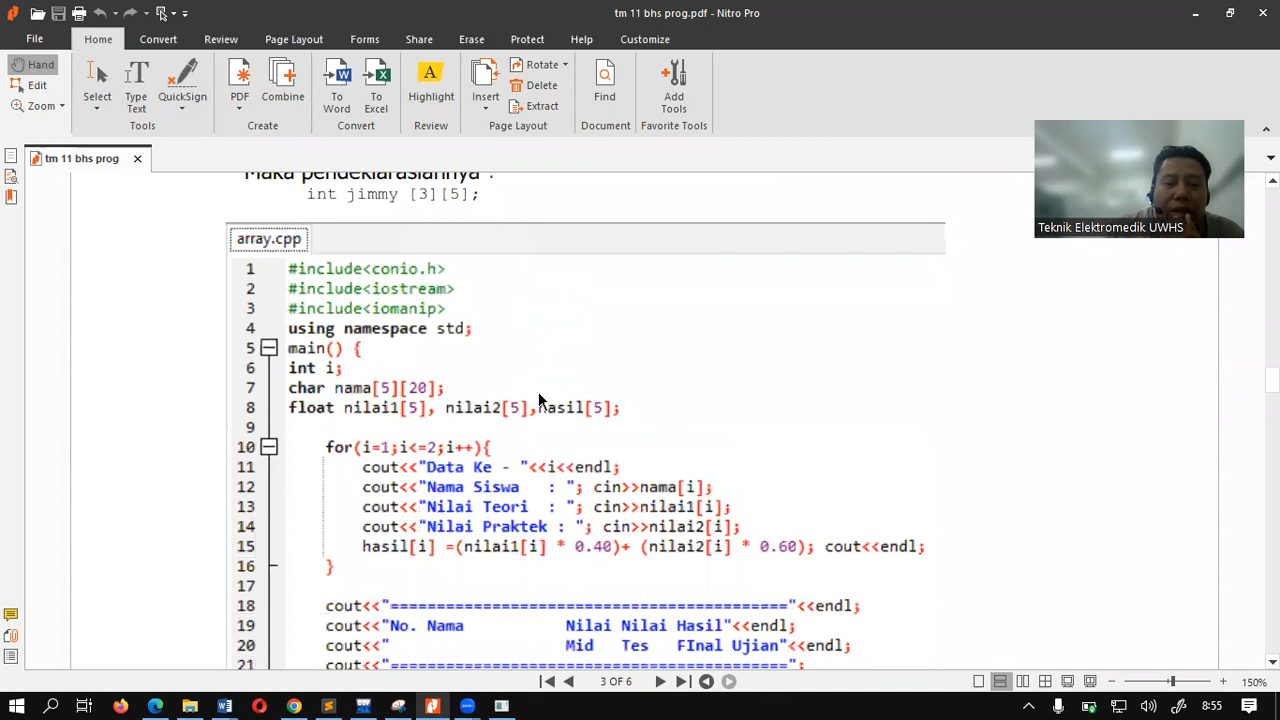 tm 11 bhs prog.pdf - Nitro Pro
File Home Convert Review Page Layout Forms Share Erase Protect Help Customize
Hand
Edit
Zoom
Select
Type Text
QuickSign
Tools
PDF
Combine
Create
To Word
To Excel
Convert
Highlight
Review
Insert
Rotate
Delete
Extract
Page Layout
Find
Document
Add Tools
Favorite Tools
tm 11 bhs prog
Teknik Elektromedik UWHS
Maka pendeklarasiannya :
int jimmy [3][5];
array.cpp
1 #include<conio.h>
2 #include<iostream>
3 #include<iomanip>
4 using namespace std;
5 main() {
6 int i;
7 char nama[5][20];
8 float nilai1[5], nilai2[5],hasil[5];
9
10 for(i=1;i<=2;i++){
11 cout<<"Data Ke - "<<i<<endl;
12 cout<<"Nama Siswa   : "; cin>>nama[i];
13 cout<<"Nilai Teori  : "; cin>>nilai1[i];
14 cout<<"Nilai Praktek : "; cin>>nilai2[i];
15 hasil[i] =(nilai1[i] * 0.40)+ (nilai2[i] * 0.60); cout<<endl;
16 }
17
18 cout<<"==========================================="<<endl;
19 cout<<"No. Nama           Nilai Nilai Hasil"<<endl;
20 cout<<"                   Mid   Tes   FInal Ujian"<<endl;
21 cout<<"===========================================";
3 OF 6
150%
8:55